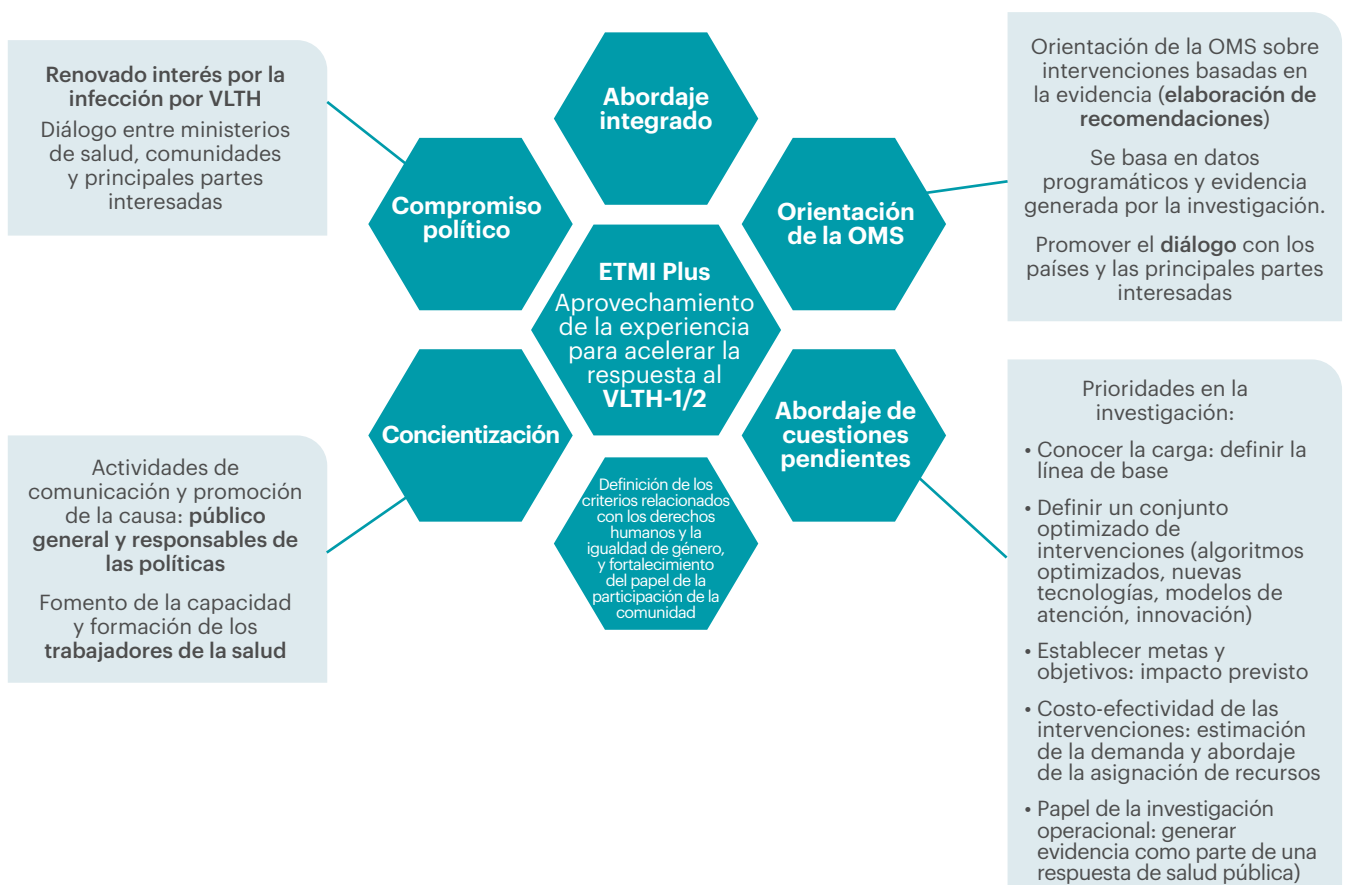 Renovado interés por la
infección por VLTH
Diálogo entre ministerios
de salud, comunidades
y principales partes
interesadas
Abordaje
integrado
Orientación de la OMS sobre
intervenciones basadas en
la evidencia (elaboración de
recomendaciones)
Se basa en datos
programáticos y evidencia
generada por la investigación.
Promover el diálogo con los
países y las principales partes
interesadas
Compromiso
político
Orientación
de la OMS
ETMI Plus
Aprovechamiento
de la experiencia
para acelerar la
respuesta al
VLTH-1/2
Concientización
Abordaje de
cuestiones
pendientes
Definición de los
criterios relacionados
con los derechos
humanos y la
igualdad de género,
y fortalecimiento
del papel de la
participación de la
comunidad
Actividades de
comunicación y promoción
de la causa: público
general y responsables de
las políticas
Fomento de la capacidad
y formación de los
trabajadores de la salud
Prioridades en la
investigación:
• Conocer la carga: definir la
línea de base
• Definir un conjunto
optimizado de
intervenciones (algoritmos
optimizados, nuevas
tecnologías, modelos de
atención, innovación)
• Establecer metas y
objetivos: impacto previsto
• Costo-efectividad de las
intervenciones: estimación
de la demanda y abordaje
de la asignación de recursos
• Papel de la investigación
operacional: generar
evidencia como parte de una
respuesta de salud pública)